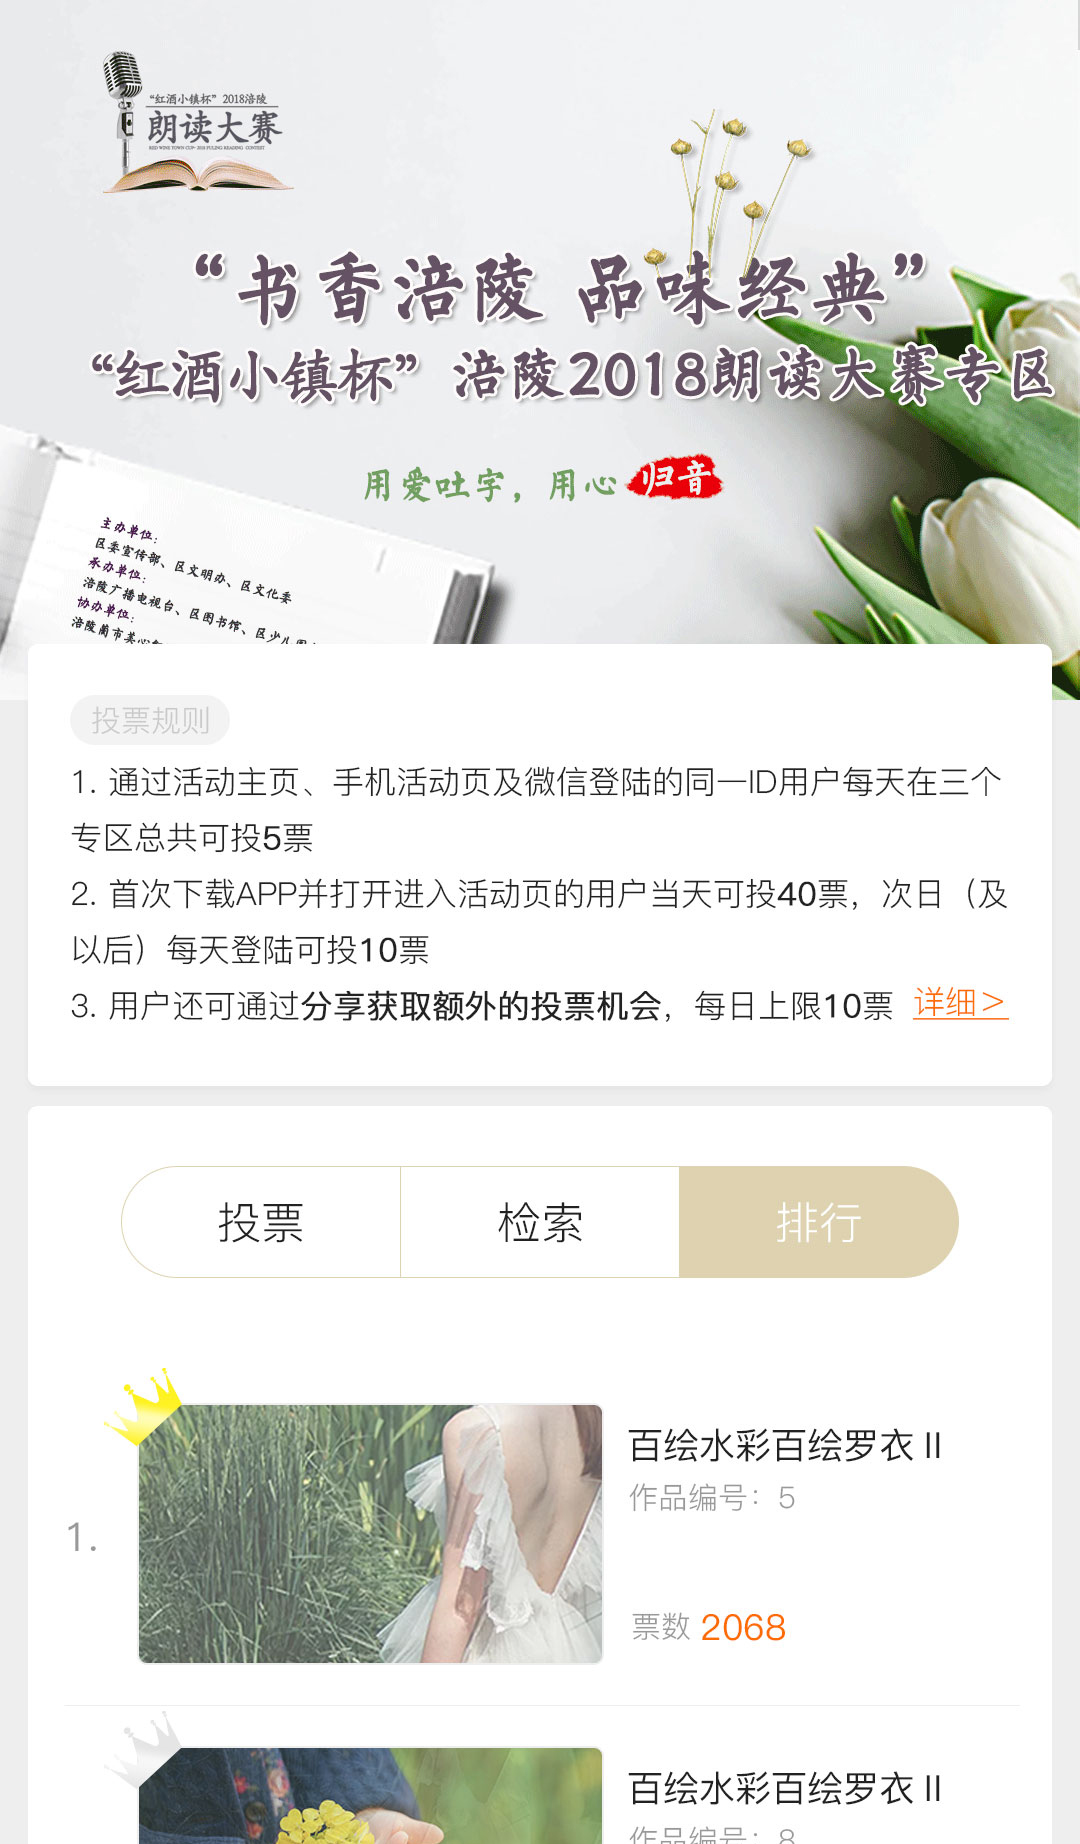 “红酒小镇杯”2018涪陵
朗读大赛
“书香涪陵 品味经典”
“红酒小镇杯”涪陵2018朗读大赛专区
用爱吐字，用心归音
主办单位：
区委宣传部、区文明办、区文化委
承办单位：
涪陵广播电视台、区图书馆、区少儿图
协办单位：
涪陵蔺市美心
投票规则
1. 通过活动主页、手机活动页及微信登陆的同一ID用户每天在三个
专区总共可投5票
2. 首次下载APP并打开进入活动页的用户当天可投40票，次日（及
以后）每天登陆可投10票
3. 用户还可通过分享获取额外的投票机会，每日上限10票 详细>
投票
检索
排行
1.
百绘水彩百绘罗衣 II
作品编号：5
票数 2068
百绘水彩百绘罗衣 II
作品编号：8